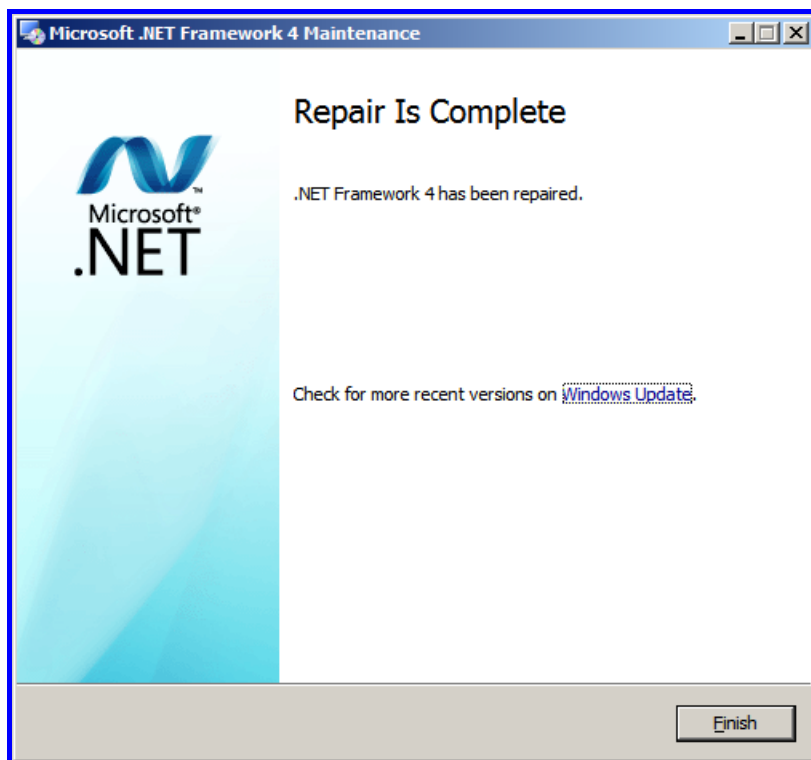 Microsoft .NET Framework 4 Maintenance
Repair Is Complete
.NET Framework 4 has been repaired.
Microsoft®
.NET™
Check for more recent versions on Windows Update.
Finish